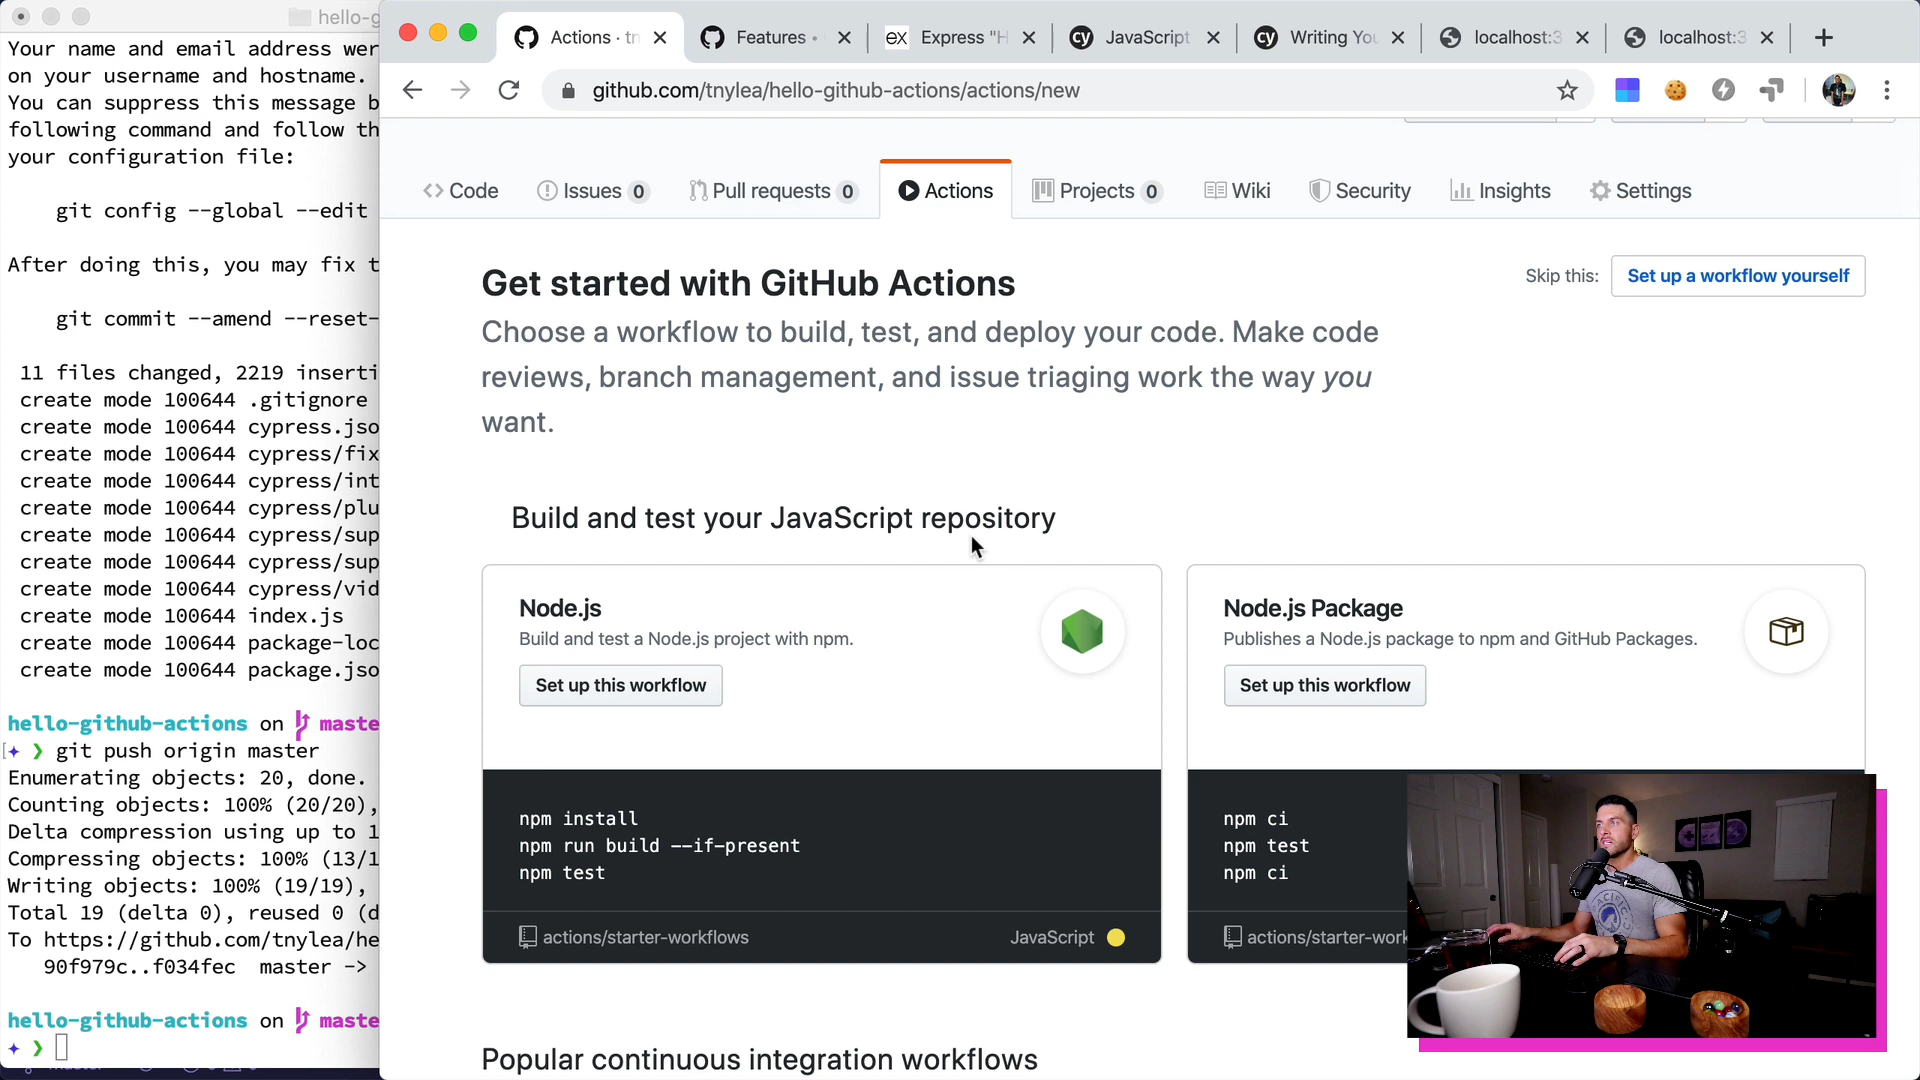 hello-g
Your name and email address wer
on your username and hostname.
You can suppress this message b
following command and follow th
your configuration file:
git config --global --edit
After doing this, you may fix t
git commit --amend --reset-
11 files changed, 2219 inserti
create mode 100644 .gitignore
create mode 100644 cypress.jso
create mode 100644 cypress/fix
create mode 100644 cypress/int
create mode 100644 cypress/plu
create mode 100644 cypress/sup
create mode 100644 cypress/sup
create mode 100644 cypress/vid
create mode 100644 index.js
create mode 100644 package-loc
create mode 100644 package.jso
hello-github-actions on maste
[✦ ❯ git push origin master
Enumerating objects: 20, done.
Counting objects: 100% (20/20),
Delta compression using up to 1
Compressing objects: 100% (13/1
Writing objects: 100% (19/19),
Total 19 (delta 0), reused 0 (d
To https://github.com/tnylea/he
90f979c..f034fec master ->
hello-github-actions on maste
✦ ❯
Actions · tn
Features •
ex Express "H
cy JavaScript
cy Writing You
localhost:3
localhost:3
github.com/tnylea/hello-github-actions/actions/new
Code
Issues 0
Pull requests 0
Actions
Projects 0
Wiki
Security
Insights
Settings
Get started with GitHub Actions
Skip this: Set up a workflow yourself
Choose a workflow to build, test, and deploy your code. Make code
reviews, branch management, and issue triaging work the way you
want.
Build and test your JavaScript repository
Node.js
Build and test a Node.js project with npm.
Set up this workflow
npm install
npm run build --if-present
npm test
actions/starter-workflows JavaScript
Node.js Package
Publishes a Node.js package to npm and GitHub Packages.
Set up this workflow
npm ci
npm test
npm ci
actions/starter-work
Popular continuous integration workflows